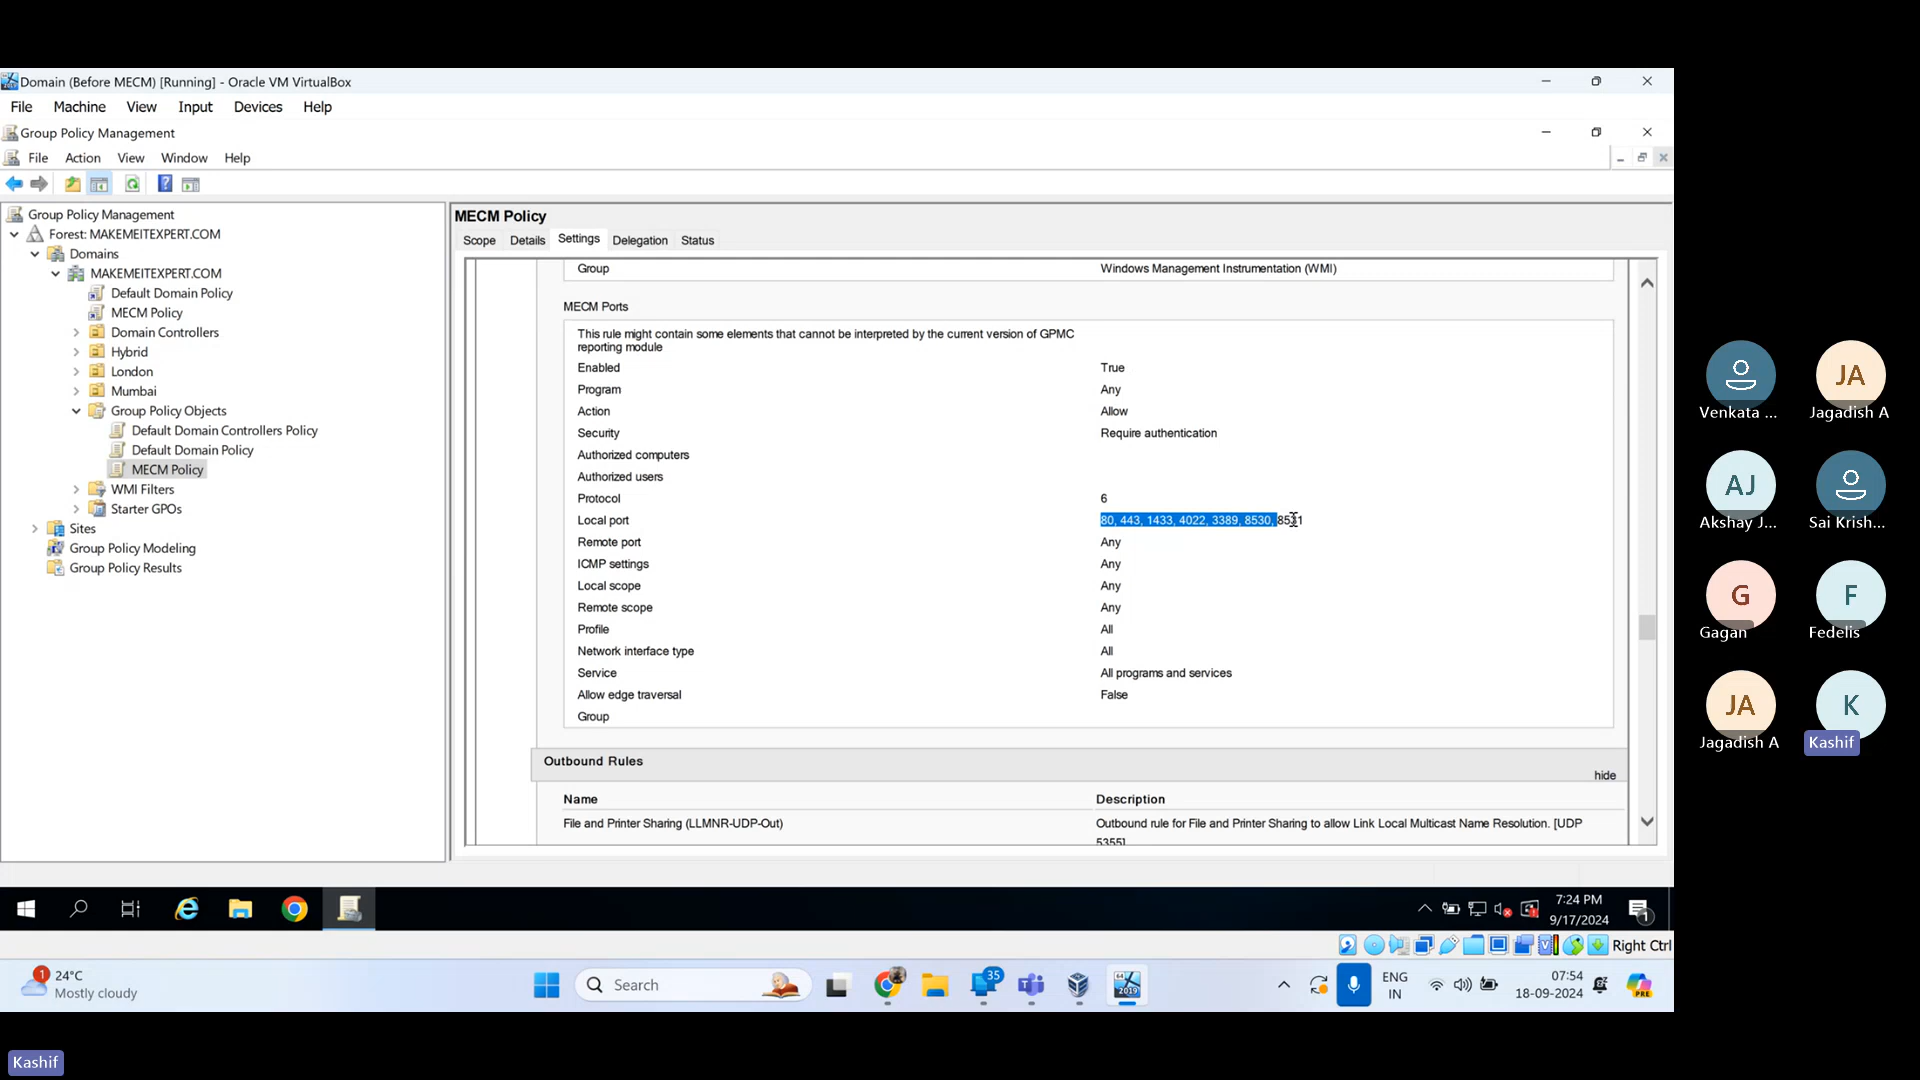 Domain (Before MECM) [Running] - Oracle VM VirtualBox
File Machine View Input Devices Help
Group Policy Management
File Action View Window Help
Group Policy Management
Forest: MAKEMEITEXPERT.COM
Domains
MAKEMEITEXPERT.COM
Default Domain Policy
MECM Policy
Domain Controllers
Hybrid
London
Mumbai
Group Policy Objects
Default Domain Controllers Policy
Default Domain Policy
MECM Policy
WMI Filters
Starter GPOs
Sites
Group Policy Modeling
Group Policy Results
MECM Policy
Scope Details Settings Delegation Status
Group Windows Management Instrumentation (WMI)
MECM Ports
This rule might contain some elements that cannot be interpreted by the current version of GPMC
reporting module
Enabled True
Program Any
Action Allow
Security Require authentication
Authorized computers
Authorized users
Protocol 6
Local port 80, 443, 1433, 4022, 3389, 8530, 8531
Remote port Any
ICMP settings Any
Local scope Any
Remote scope Any
Profile All
Network interface type All
Service All programs and services
Allow edge traversal False
Group
Outbound Rules
hide
Name Description
File and Printer Sharing (LLMNR-UDP-Out) Outbound rule for File and Printer Sharing to allow Link Local Multicast Name Resolution. [UDP
5355]
7:24 PM
9/17/2024
1
Right Ctrl
1
24°C
Mostly cloudy
Search
35
2019
ENG
IN
07:54
18-09-2024
PRE
Venkata ...
JA
Jagadish A
AJ
Akshay J...
Sai Krish...
G
Gagan
F
Fedelis
JA
Jagadish A
K
Kashif
Kashif